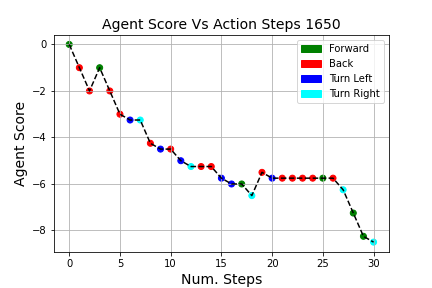 Agent Score Vs Action Steps 1650
Forward
Back
Turn Left
Turn Right
Agent Score
0
−2
−4
−6
−8
0 5 10 15 20 25 30
Num. Steps